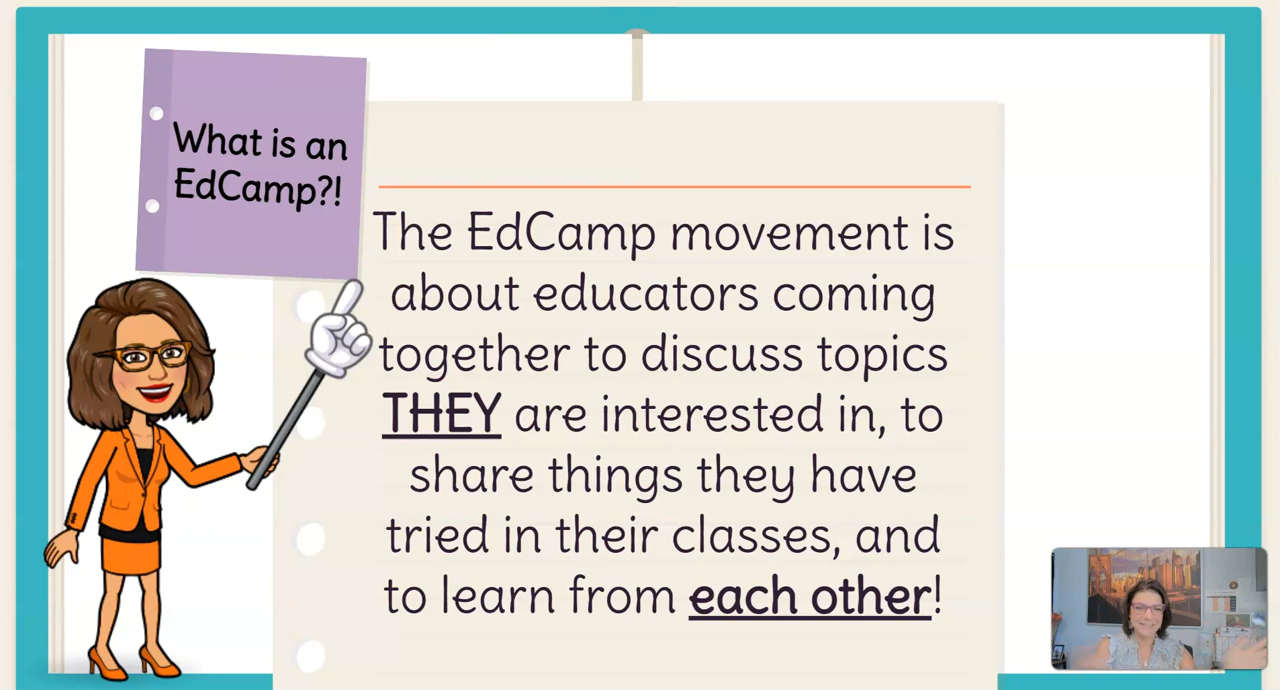 What is an
EdCamp?!
The EdCamp movement is
about educators coming
together to discuss topics
THEY are interested in, to
share things they have
tried in their classes, and
to learn from each other!